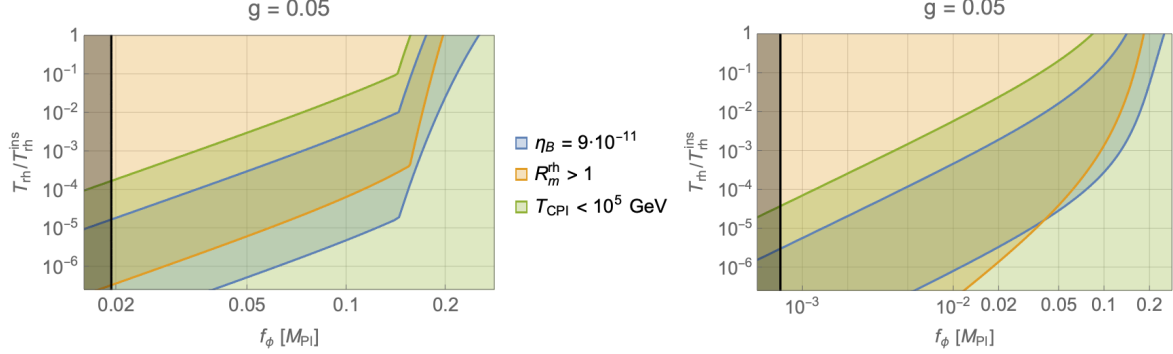 g = 0.05
1
10⁻¹
10⁻²
10⁻³
10⁻⁴
10⁻⁵
10⁻⁶
T_rh/T_rh^ins
0.02 0.05 0.1 0.2
f_ϕ [M_Pl]
η_B = 9·10⁻¹¹
R_m^rh > 1
T_CPI < 10⁵ GeV
g = 0.05
1
10⁻¹
10⁻²
10⁻³
10⁻⁴
10⁻⁵
10⁻⁶
T_rh/T_rh^ins
10⁻³ 10⁻² 0.02 0.05 0.1 0.2
f_ϕ [M_Pl]